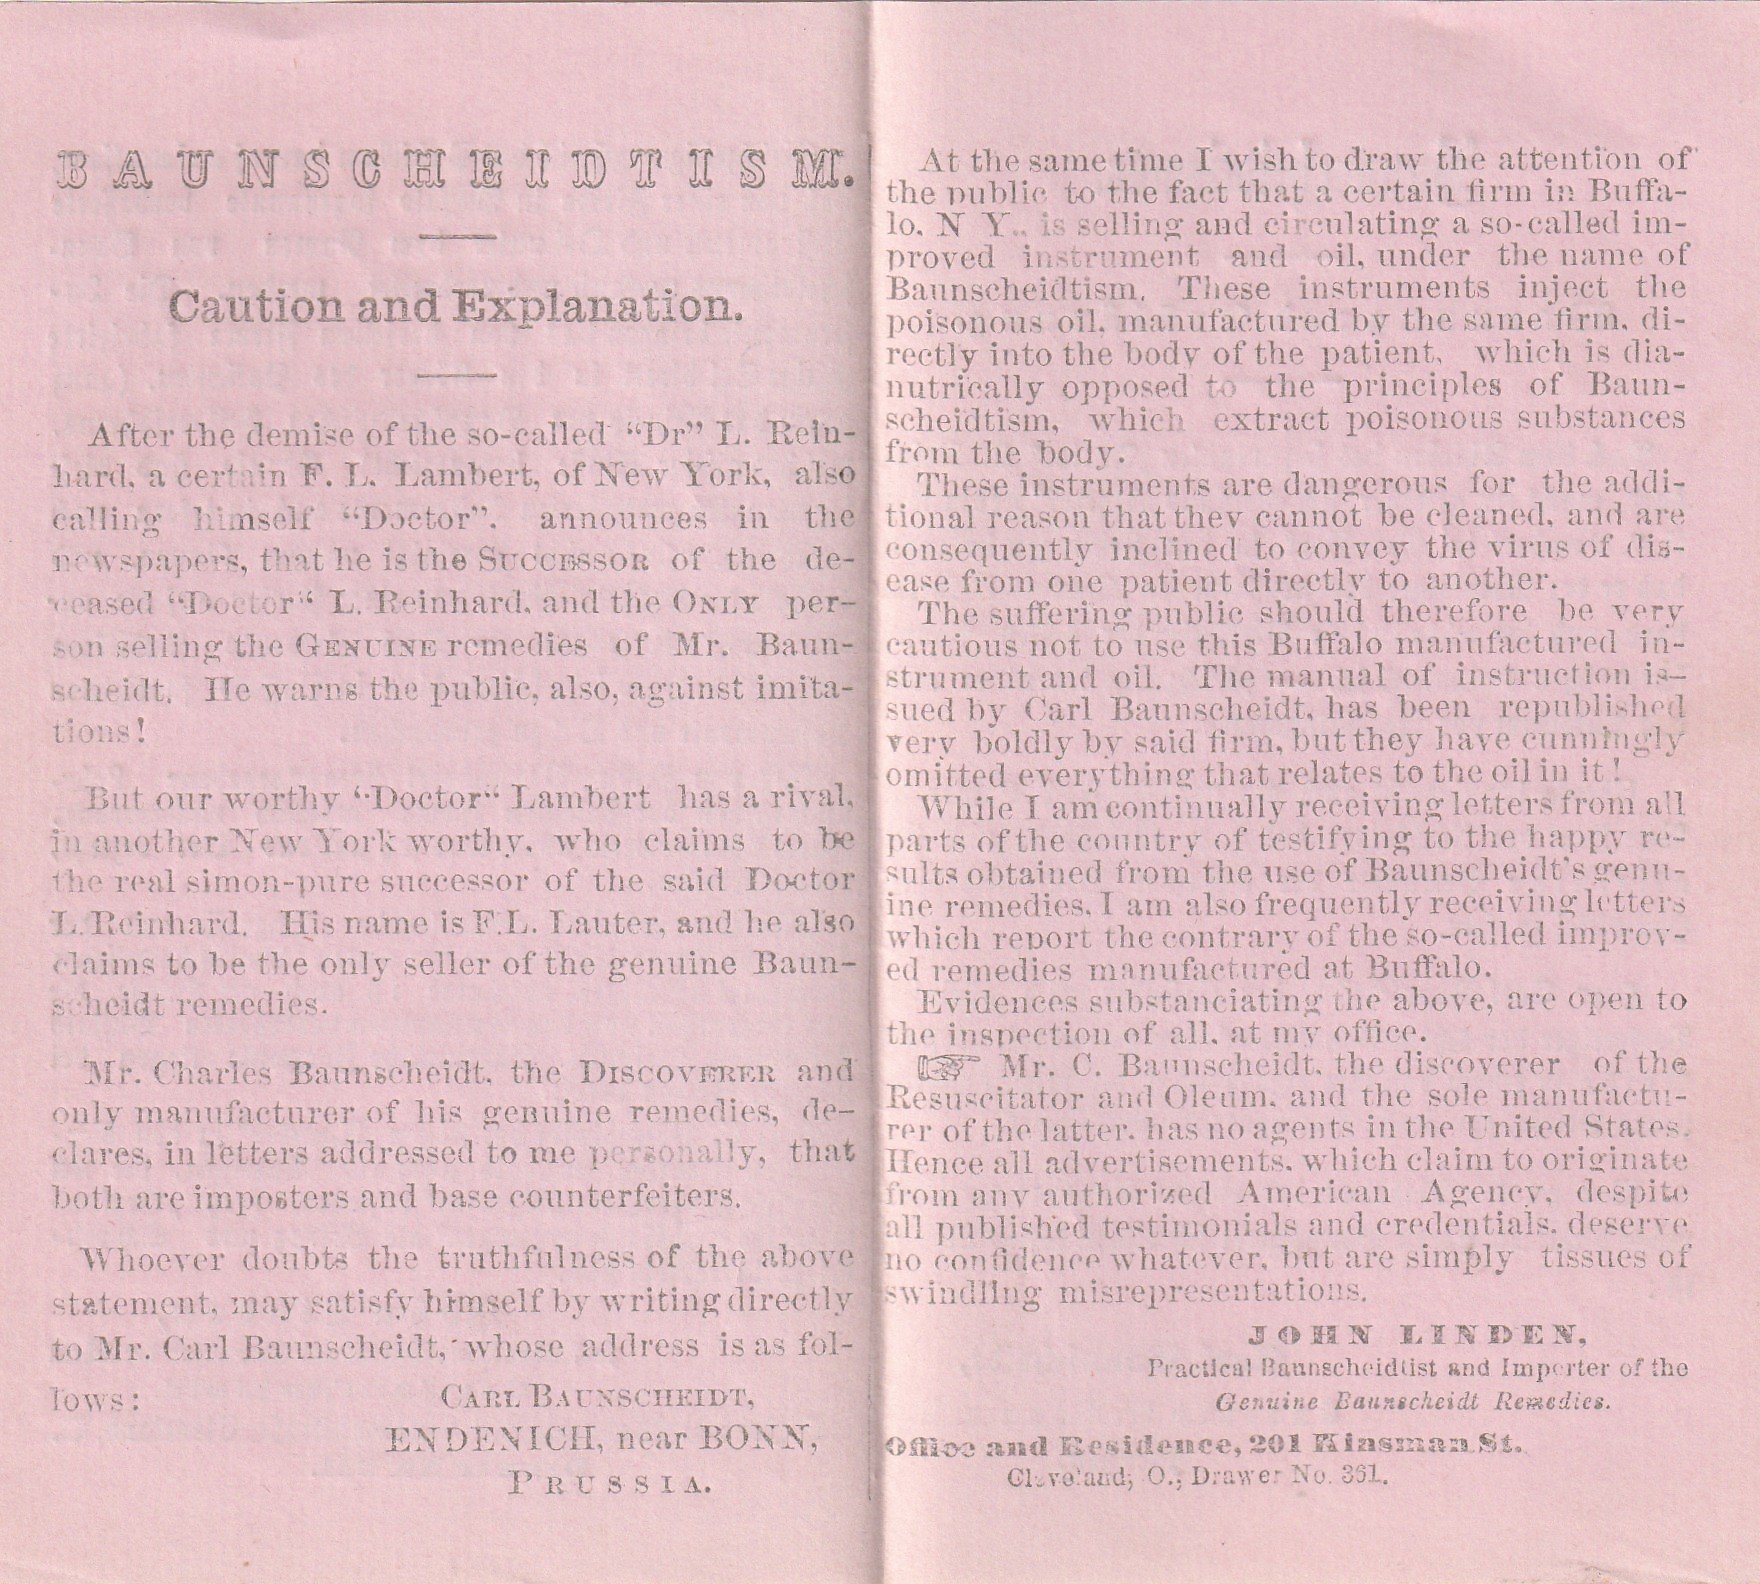 BAUNSCHEIDTISM.
Caution and Explanation.
After the demise of the so-called “Dr” L. Rein-
hard, a certain F. L. Lambert, of New York, also
calling himself “Doctor”. announces in the
newspapers, that he is the SUCCESSOR of the de-
ceased “Doctor“ L. Reinhard, and the ONLY per-
son selling the GENUINE remedies of Mr. Baun-
scheidt. He warns the public, also, against imita-
tions!
But our worthy “Doctor“ Lambert has a rival,
in another New York worthy, who claims to be
the real simon-pure successor of the said Doctor
L. Reinhard. His name is F. L. Lauter, and he also
claims to be the only seller of the genuine Baun-
scheidt remedies.
Mr. Charles Baunscheidt, the DISCOVERER and
only manufacturer of his genuine remedies, de-
clares, in letters addressed to me personally, that
both are imposters and base counterfeiters.
Whoever doubts the truthfulness of the above
statement, may satisfy himself by writing directly
to Mr. Carl Baunscheidt, whose address is as fol-
lows:
CARL BAUNSCHEIDT,
ENDENICH, near BONN,
PRUSSIA.
At the same time I wish to draw the attention of
the public to the fact that a certain firm in Buffa-
lo, N Y., is selling and circulating a so-called im-
proved instrument and oil, under the name of
Baunscheidtism. These instruments inject the
poisonous oil, manufactured by the same firm, di-
rectly into the body of the patient, which is dia-
nutrically opposed to the principles of Baun-
scheidtism, which extract poisonous substances
from the body.
These instruments are dangerous for the addi-
tional reason that they cannot be cleaned, and are
consequently inclined to convey the virus of dis-
ease from one patient directly to another.
The suffering public should therefore be very
cautious not to use this Buffalo manufactured in-
strument and oil. The manual of instruction is-
sued by Carl Baunscheidt, has been republished
very boldly by said firm, but they have cunningly
omitted everything that relates to the oil in it!
While I am continually receiving letters from all
parts of the country of testifying to the happy re-
sults obtained from the use of Baunscheidt's genu-
ine remedies, I am also frequently receiving letters
which report the contrary of the so-called improv-
ed remedies manufactured at Buffalo.
Evidences substanciating the above, are open to
the inspection of all, at my office.
☞ Mr. C. Baunscheidt, the discoverer of the
Resuscitator and Oleum, and the sole manufactu-
rer of the latter, has no agents in the United States.
Hence all advertisements, which claim to originate
from any authorized American Agency, despite
all published testimonials and credentials, deserve
no confidence whatever, but are simply tissues of
swindling misrepresentations.
JOHN LINDEN,
Practical Baunscheidtist and Importer of the
Genuine Baunscheidt Remedies.
Office and Residence, 201 Kinsman St.
Cleveland, O., Drawer No. 361.